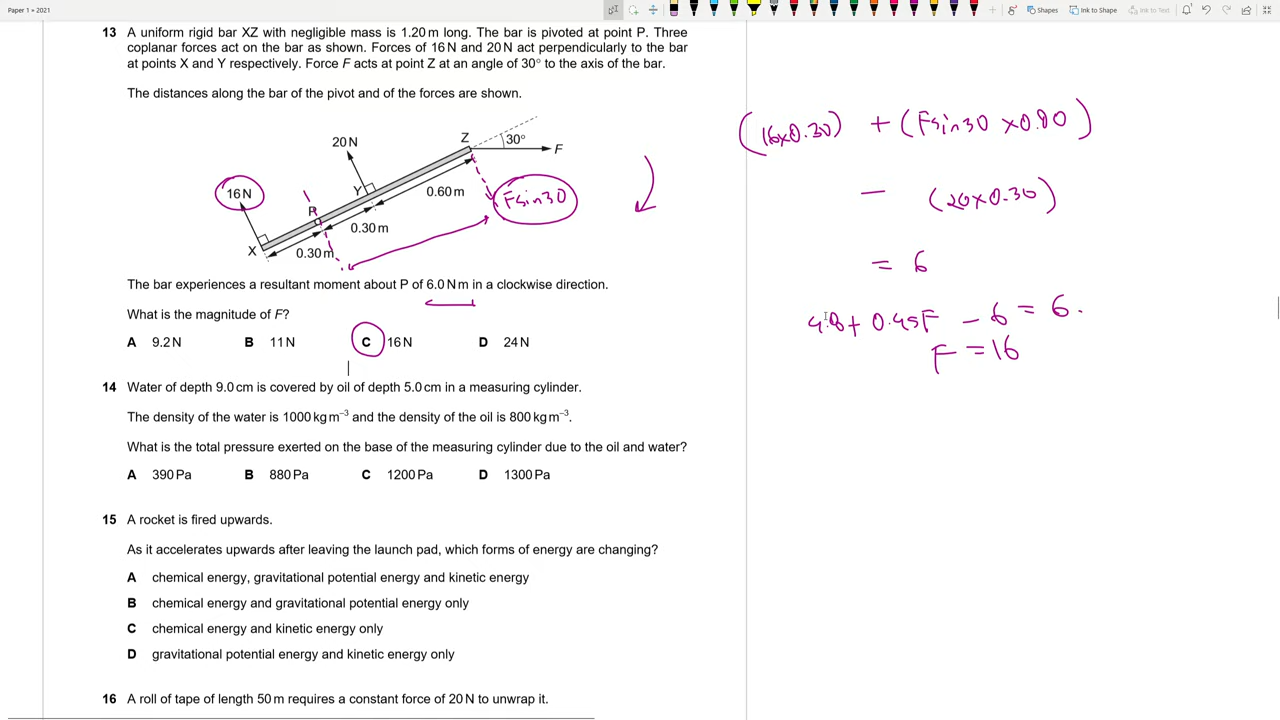 Paper 1 • 2021
Shapes
Ink to Shape
Ink to Text
13 A uniform rigid bar XZ with negligible mass is 1.20 m long. The bar is pivoted at point P. Three
coplanar forces act on the bar as shown. Forces of 16 N and 20 N act perpendicularly to the bar
at points X and Y respectively. Force F acts at point Z at an angle of 30° to the axis of the bar.
The distances along the bar of the pivot and of the forces are shown.
20 N
Z
30°
F
16 N
Y
0.60 m
F sin 30
P
0.30 m
X
0.30 m
(16×0.30) + (F sin 30 × 0.90)
− (20×0.30)
= 6
4.8 + 0.45F − 6 = 6.
F = 16
The bar experiences a resultant moment about P of 6.0 N m in a clockwise direction.
What is the magnitude of F?
A 9.2 N B 11 N C 16 N D 24 N
14 Water of depth 9.0 cm is covered by oil of depth 5.0 cm in a measuring cylinder.
The density of the water is 1000 kg m⁻³ and the density of the oil is 800 kg m⁻³.
What is the total pressure exerted on the base of the measuring cylinder due to the oil and water?
A 390 Pa B 880 Pa C 1200 Pa D 1300 Pa
15 A rocket is fired upwards.
As it accelerates upwards after leaving the launch pad, which forms of energy are changing?
A chemical energy, gravitational potential energy and kinetic energy
B chemical energy and gravitational potential energy only
C chemical energy and kinetic energy only
D gravitational potential energy and kinetic energy only
16 A roll of tape of length 50 m requires a constant force of 20 N to unwrap it.